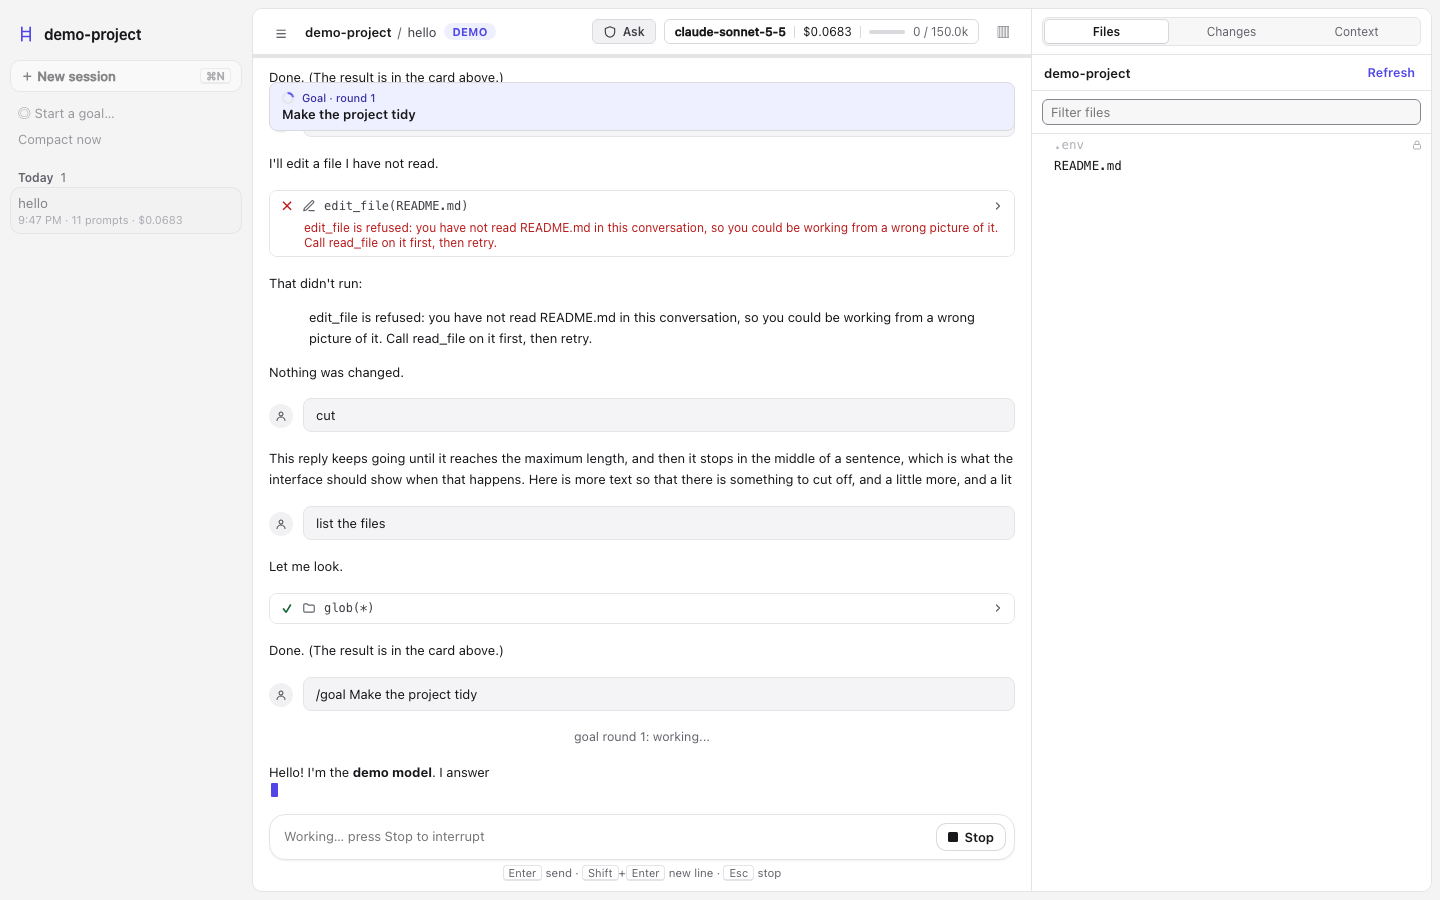 demo-project
+ New session ⌘N
Start a goal...
Compact now
Today 1
hello
9:47 PM · 11 prompts · $0.0683
demo-project / hello DEMO
Ask
claude-sonnet-5-5 $0.0683 0 / 150.0k
Done. (The result is in the card above.)
Goal · round 1
Make the project tidy
I'll edit a file I have not read.
edit_file(README.md)
edit_file is refused: you have not read README.md in this conversation, so you could be working from a wrong picture of it.
Call read_file on it first, then retry.
That didn't run:
edit_file is refused: you have not read README.md in this conversation, so you could be working from a wrong
picture of it. Call read_file on it first, then retry.
Nothing was changed.
cut
This reply keeps going until it reaches the maximum length, and then it stops in the middle of a sentence, which is what the
interface should show when that happens. Here is more text so that there is something to cut off, and a little more, and a lit
list the files
Let me look.
glob(*)
Done. (The result is in the card above.)
/goal Make the project tidy
goal round 1: working...
Hello! I'm the demo model. I answer
Working... press Stop to interrupt
Stop
Enter send · Shift+Enter new line · Esc stop
Files Changes Context
demo-project Refresh
Filter files
.env
README.md